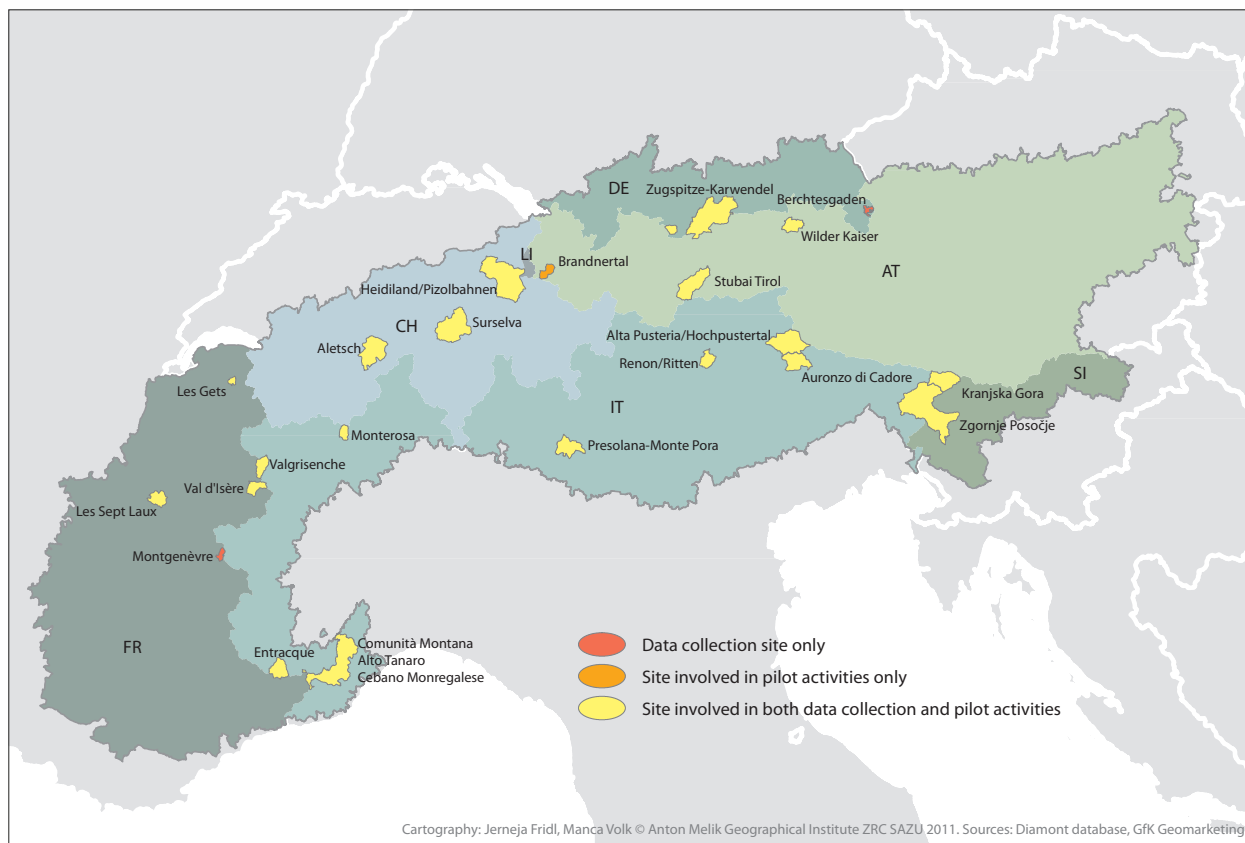 DE
Zugspitze-Karwendel
Berchtesgaden
Wilder Kaiser
LI
Brandnertal
AT
Heidiland/Pizolbahnen
Stubai Tirol
CH
Surselva
Alta Pusteria/Hochpustertal
Aletsch
Renon/Ritten
Auronzo di Cadore
SI
Les Gets
Kranjska Gora
IT
Zgornje Posočje
Monterosa
Presolana-Monte Pora
Valgrisenche
Val d'Isère
Les Sept Laux
Montgenèvre
FR
Entracque
Comunità Montana
Alto Tanaro
Cebano Monregalese
Data collection site only
Site involved in pilot activities only
Site involved in both data collection and pilot activities
Cartography: Jerneja Fridl, Manca Volk © Anton Melik Geographical Institute ZRC SAZU 2011. Sources: Diamont database, GfK Geomarketing